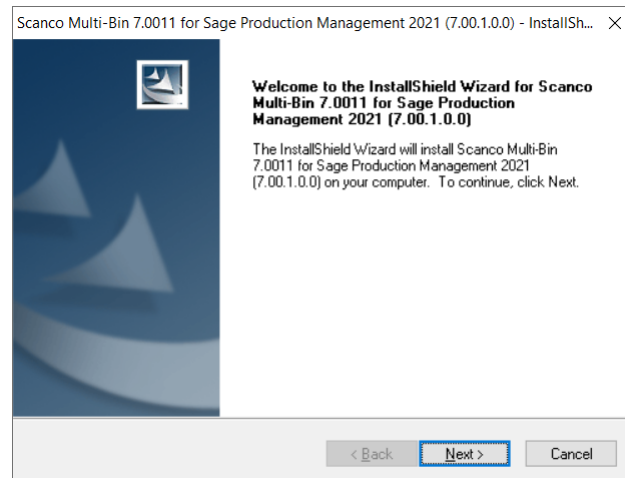 Scanco Multi-Bin 7.0011 for Sage Production Management 2021 (7.00.1.0.0) - InstallSh...
Welcome to the InstallShield Wizard for Scanco
Multi-Bin 7.0011 for Sage Production
Management 2021 (7.00.1.0.0)
The InstallShield Wizard will install Scanco Multi-Bin
7.0011 for Sage Production Management 2021
(7.00.1.0.0) on your computer.  To continue, click Next.
< Back
Next >
Cancel